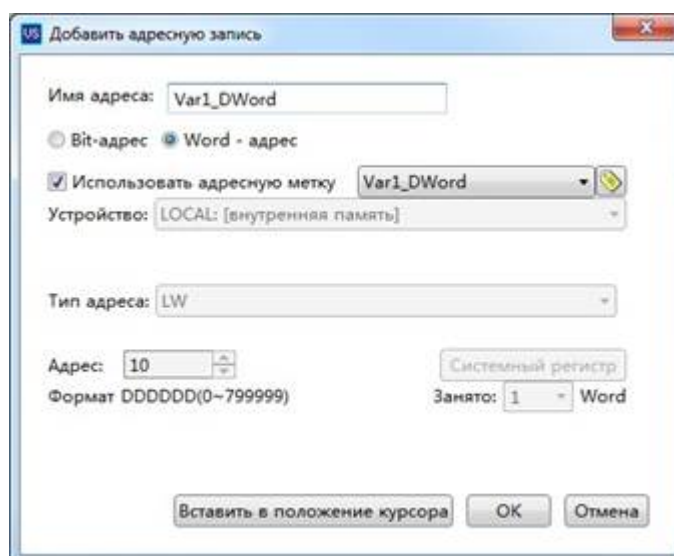 US Добавить адресную запись
Имя адреса: Var1_DWord
Bit-адрес Word - адрес
Использовать адресную метку Var1_DWord
Устройство: LOCAL: [внутренняя память]
Тип адреса: LW
Адрес: 10 Системный регистр
Формат DDDDDD(0~799999) Занято: 1 Word
Вставить в положение курсора OK Отмена